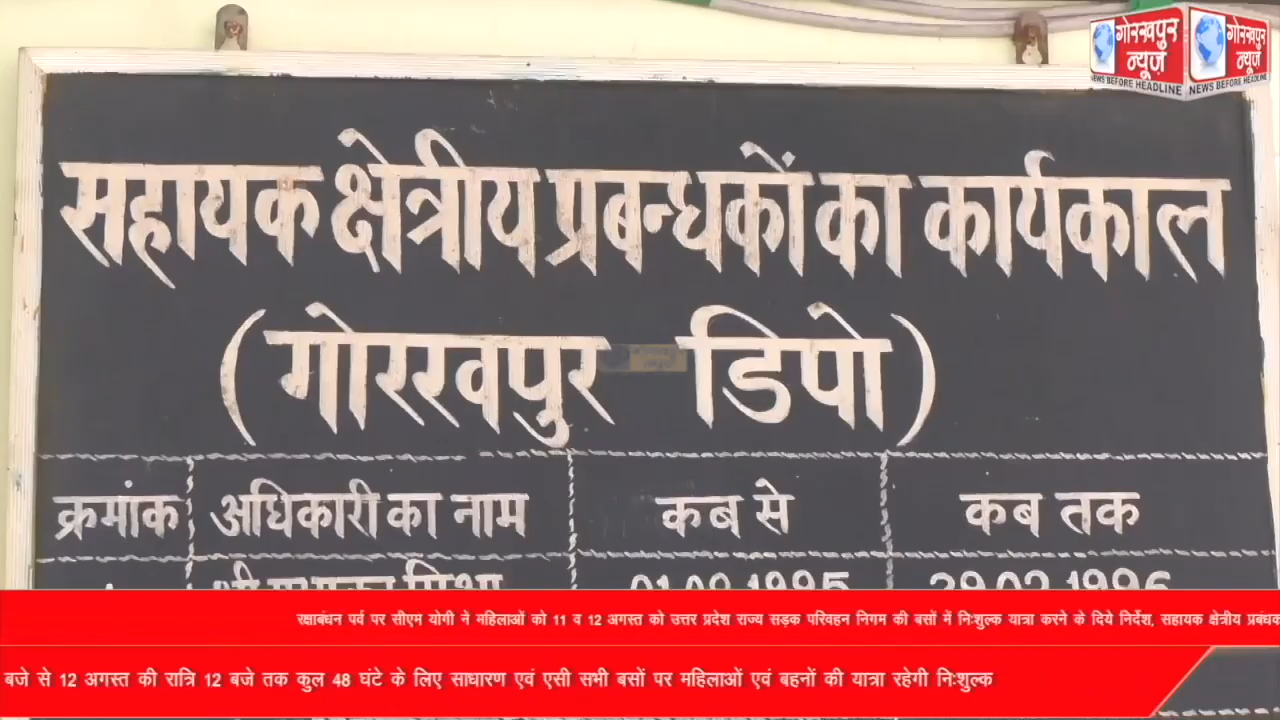 गोरखपुर न्यूज़
NEWS BEFORE HEADLINE
गोरखपुर न्यूज़
NEWS BEFORE HEADLINE
सहायक क्षेत्रीय प्रबन्धकों का कार्यकाल
(गोरखपुर डिपो)
क्रमांक अधिकारी का नाम कब से कब तक
रक्षाबंधन पर्व पर सीएम योगी ने महिलाओं को 11 व 12 अगस्त को उत्तर प्रदेश राज्य सड़क परिवहन निगम की बसों में निःशुल्क यात्रा करने के दिये निर्देश, सहायक क्षेत्रीय प्रबंधक
बजे से 12 अगस्त की रात्रि 12 बजे तक कुल 48 घंटे के लिए साधारण एवं एसी सभी बसों पर महिलाओं एवं बहनों की यात्रा रहेगी निःशुल्क